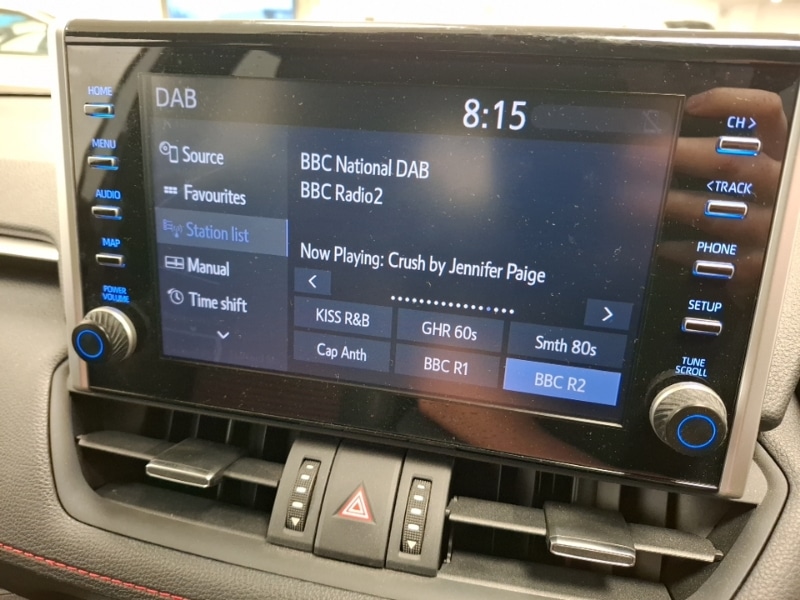 HOME
MENU
AUDIO
MAP
POWER
VOLUME
DAB
8:15
Source
Favourites
Station list
Manual
Time shift
BBC National DAB
BBC Radio2
Now Playing: Crush by Jennifer Paige
<
>
KISS R&B
GHR 60s
Smth 80s
Cap Anth
BBC R1
BBC R2
CH >
< TRACK
PHONE
SETUP
TUNE
SCROLL